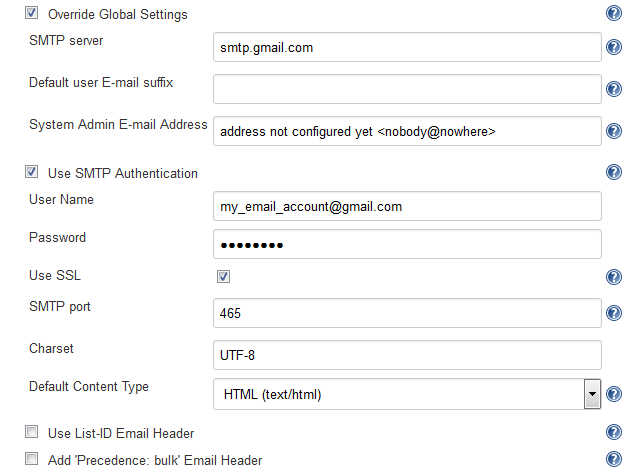 Override Global Settings
SMTP server smtp.gmail.com
Default user E-mail suffix
System Admin E-mail Address address not configured yet <nobody@nowhere>
Use SMTP Authentication
User Name my_email_account@gmail.com
Password ••••••••
Use SSL
SMTP port 465
Charset UTF-8
Default Content Type HTML (text/html)
Use List-ID Email Header
Add 'Precedence: bulk' Email Header